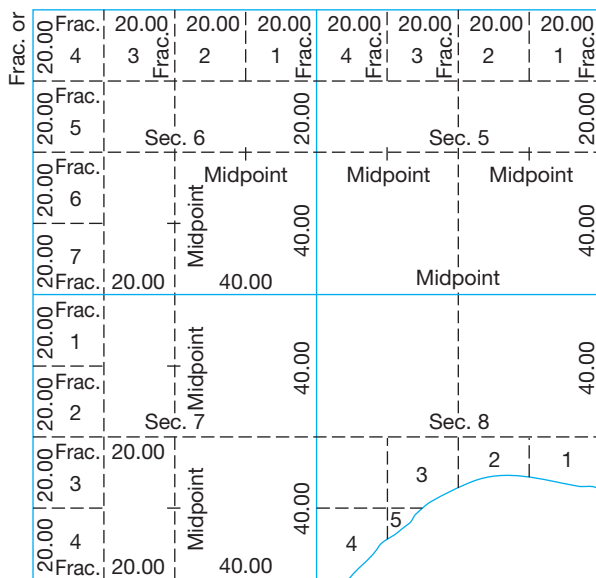 Frac. or
20.00 Frac. 20.00 20.00 20.00 20.00 20.00 20.00
4 3 Frac. 2 1 Frac. 4 Frac. 3 Frac. 2 1 Frac.
20.00 Frac. 20.00 20.00
5
Sec. 6 Sec. 5
20.00 Frac. Midpoint Midpoint Midpoint
6
Midpoint 40.00 40.00
20.00 7
Frac. 20.00 40.00 Midpoint
20.00 Frac.
1 Midpoint 40.00 40.00
20.00 Frac.
2
Sec. 7 Sec. 8
20.00 Frac. 20.00
3 3 2 1
Midpoint 40.00
20.00 4 4 5
Frac. 20.00 40.00